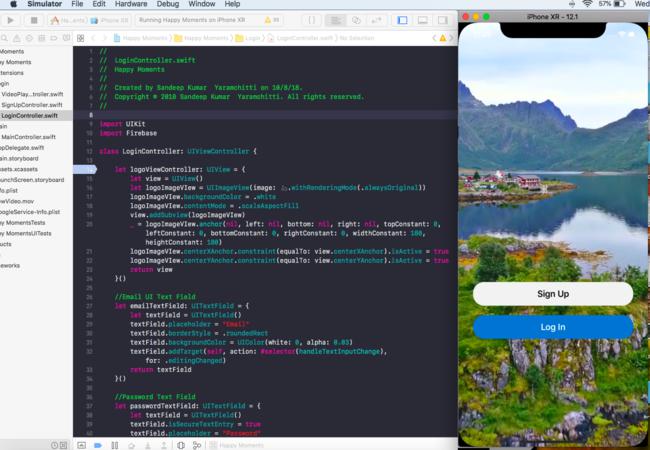 Simulator File Edit Hardware Debug Window Help 57% Wed
Ha...ents iPhone XR Running Happy Moments on iPhone XR
Happy Moments Happy Moments Login LoginController.swift No Selection
iPhone XR - 12.1
Moments
py Moments
tensions
ogin
VideoPlay...troller.swift
SignUpController.swift
LoginController.swift
ain
MainController.swift
ppDelegate.swift
ain.storyboard
ssets.xcassets
aunchScreen.storyboard
nfo.plist
ewVideo.mov
oogleService-Info.plist
py MomentsTests
py MomentsUITests
ucts
eworks
1 //
2 // LoginController.swift
3 // Happy Moments
4 //
5 // Created by Sandeep Kumar Yaramchitti on 10/8/18.
6 // Copyright © 2018 Sandeep Kumar Yaramchitti. All rights reserved.
7 //
8
9 import UIKit
10 import Firebase
11
12 class LoginController: UIViewController {
13
let logoViewController: UIView = {
15 let view = UIView()
16 let logoImageVIew = UIImageView(image: .withRenderingMode(.alwaysOriginal))
17 logoImageVIew.backgroundColor = .white
18 logoImageVIew.contentMode = .scaleAspectFill
19 view.addSubview(logoImageVIew)
20 _ = logoImageVIew.anchor(nil, left: nil, bottom: nil, right: nil, topConstant: 0,
leftConstant: 0, bottomConstant: 0, rightConstant: 0, widthConstant: 180,
heightConstant: 180)
21 logoImageVIew.centerXAnchor.constraint(equalTo: view.centerXAnchor).isActive = true
22 logoImageVIew.centerYAnchor.constraint(equalTo: view.centerYAnchor).isActive = true
23 return view
24 }()
25
26 //Email UI Text Field
27 let emailTextField: UITextField = {
28 let textField = UITextField()
29 textField.placeholder = "Email"
30 textField.borderStyle = .roundedRect
31 textField.backgroundColor = UIColor(white: 0, alpha: 0.03)
32 textField.addTarget(self, action: #selector(handleTextInputChange),
for: .editingChanged)
33 return textField
34 }()
35
36 //Password Text Field
37 let passwordTextField: UITextField = {
38 let textField = UITextField()
39 textField.isSecureTextEntry = true
40 textField.placeholder = "Password"
Sign Up
Log In
Happy Moments